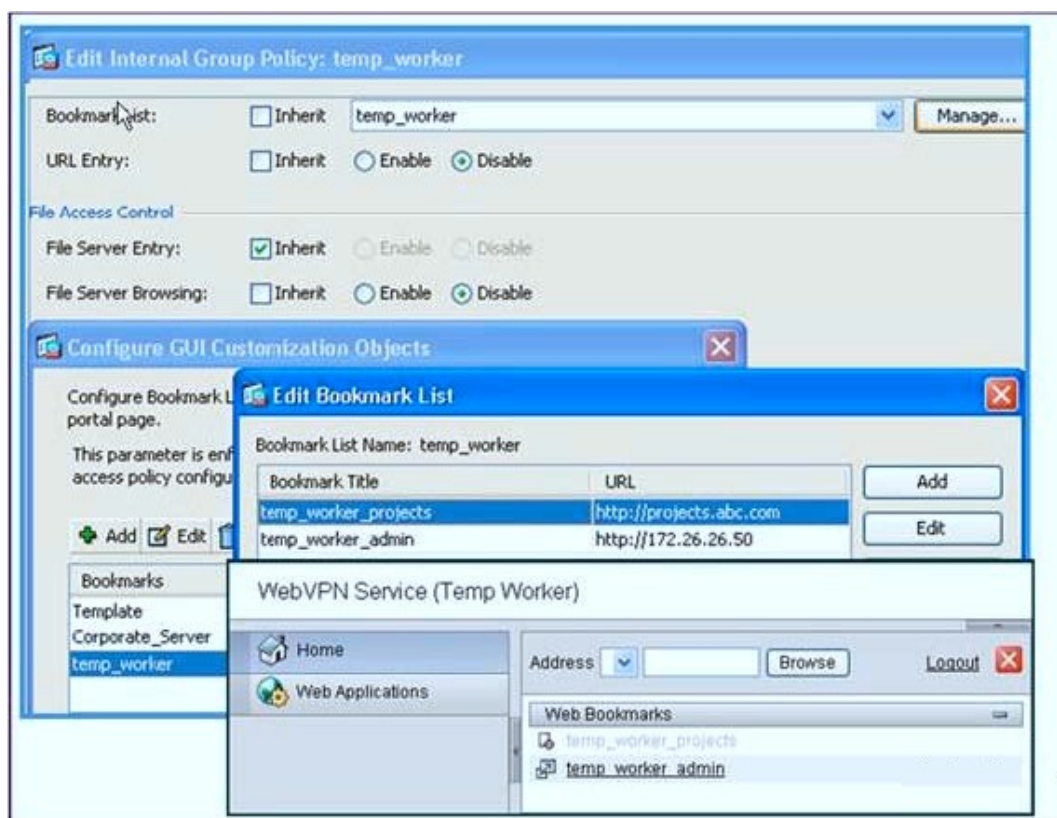 Edit Internal Group Policy: temp_worker
Bookmark List: Inherit temp_worker Manage...
URL Entry: Inherit Enable Disable
File Access Control
File Server Entry: Inherit Enable Disable
File Server Browsing: Inherit Enable Disable
Configure GUI Customization Objects
Configure Bookmark L
portal page.
This parameter is enf
access policy configu
Add Edit
Bookmarks
Template
Corporate_Server
temp_worker
Edit Bookmark List
Bookmark List Name: temp_worker
Bookmark Title URL
temp_worker_projects http://projects.abc.com
temp_worker_admin http://172.26.26.50
Add
Edit
WebVPN Service (Temp Worker)
Home
Web Applications
Address Browse Logout
Web Bookmarks
temp_worker_projects
temp_worker_admin